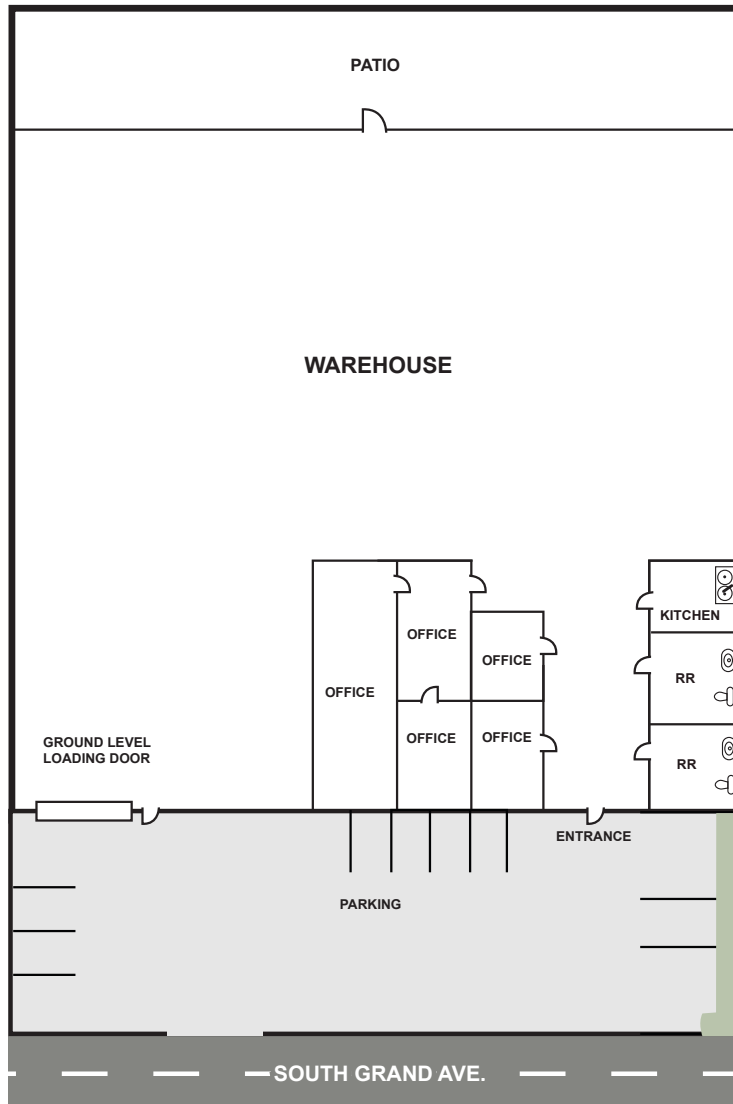 PATIO
WAREHOUSE
OFFICE
KITCHEN
OFFICE
OFFICE
RR
OFFICE
OFFICE
OFFICE
GROUND LEVEL
LOADING DOOR
RR
ENTRANCE
PARKING
SOUTH GRAND AVE.